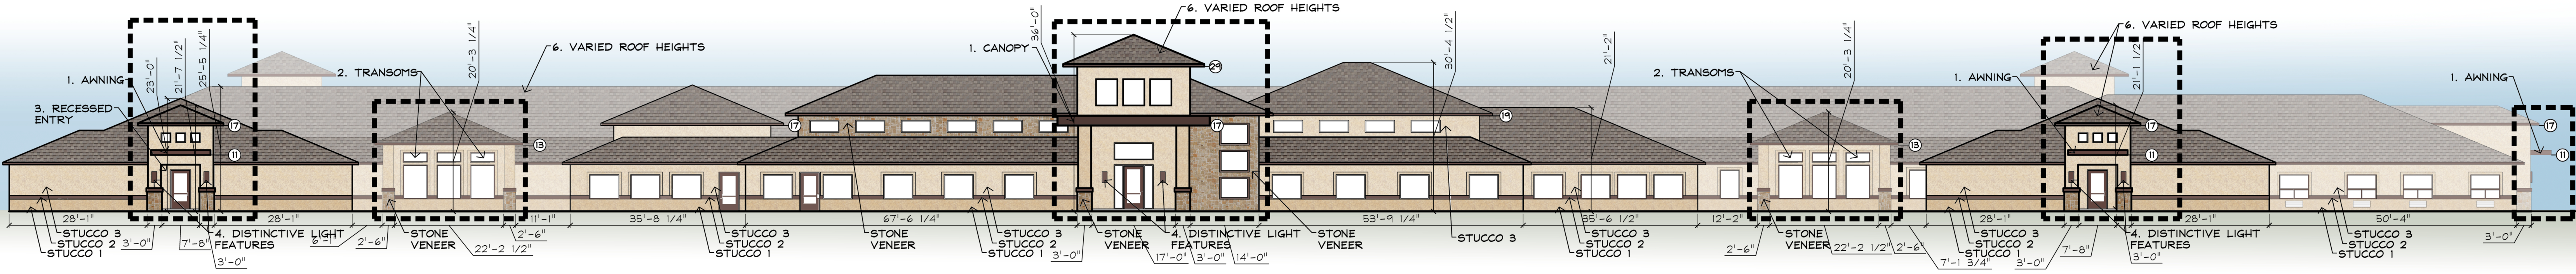 6. VARIED ROOF HEIGHTS
6. VARIED ROOF HEIGHTS
6. VARIED ROOF HEIGHTS
1. CANOPY
36'-0"
30'-4 1/2"
21'-2"
2. TRANSOMS
20'-3 1/4"
2. TRANSOMS
20'-3 1/4"
1. AWNING
23'-0"
21'-7 1/2"
25'-5 1/4"
3. RECESSED
ENTRY
1. AWNING
21'-1 1/2"
1. AWNING
17
11
13
17
29
17
19
13
17
11
17
11
28'-1"
28'-1"
11'-1"
35'-8 1/4"
67'-6 1/4"
53'-9 1/4"
35'-6 1/2"
12'-2"
28'-1"
28'-1"
50'-4"
STUCCO 3
STUCCO 2
STUCCO 1
3'-0"
7'-8"
3'-0"
4. DISTINCTIVE LIGHT
FEATURES
6'-1"
2'-6"
STONE
VENEER
22'-2 1/2"
2'-6"
STUCCO 3
STUCCO 2
STUCCO 1
STONE
VENEER
STUCCO 3
STUCCO 2
STUCCO 1
3'-0"
STONE
VENEER
4. DISTINCTIVE LIGHT
FEATURES
17'-0"
3'-0"
14'-0"
STONE
VENEER
STUCCO 3
STUCCO 3
STUCCO 2
STUCCO 1
2'-6"
STONE
VENEER
22'-2 1/2"
2'-6"
7'-1 3/4"
STUCCO 3
STUCCO 2
STUCCO 1
3'-0"
7'-8"
3'-0"
4. DISTINCTIVE LIGHT
FEATURES
STUCCO 3
STUCCO 2
STUCCO 1
3'-0"